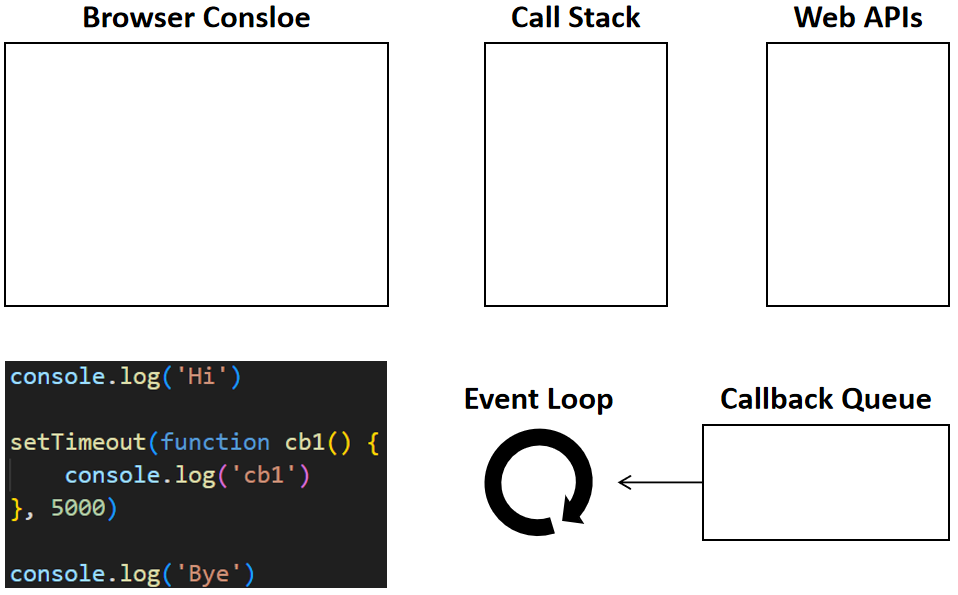 Browser Consloe
Call Stack
Web APIs
console.log('Hi')
setTimeout(function cb1() {
    console.log('cb1')
}, 5000)
console.log('Bye')
Event Loop
Callback Queue